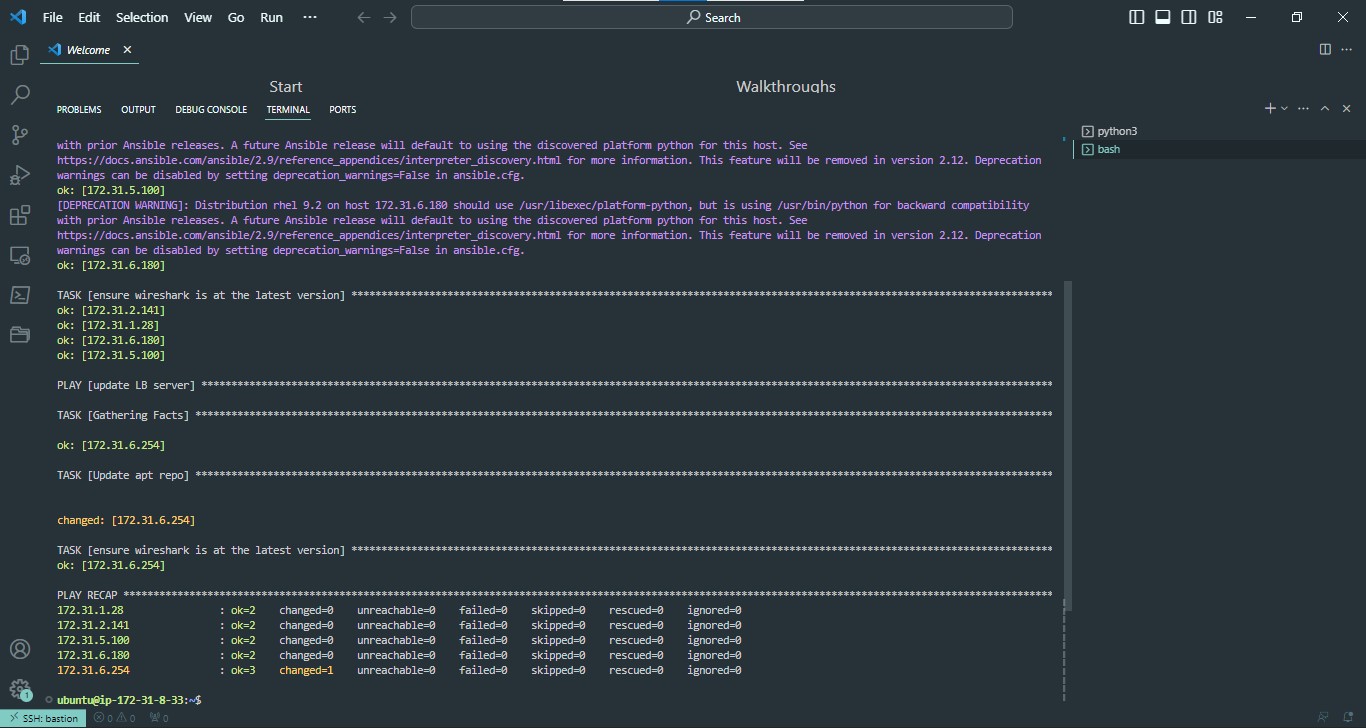 File Edit Selection View Go Run ··· Search
Welcome
Start Walkthroughs
PROBLEMS OUTPUT DEBUG CONSOLE TERMINAL PORTS
python3
bash
with prior Ansible releases. A future Ansible release will default to using the discovered platform python for this host. See
https://docs.ansible.com/ansible/2.9/reference_appendices/interpreter_discovery.html for more information. This feature will be removed in version 2.12. Deprecation
warnings can be disabled by setting deprecation_warnings=False in ansible.cfg.
ok: [172.31.5.100]
[DEPRECATION WARNING]: Distribution rhel 9.2 on host 172.31.6.180 should use /usr/libexec/platform-python, but is using /usr/bin/python for backward compatibility
with prior Ansible releases. A future Ansible release will default to using the discovered platform python for this host. See
https://docs.ansible.com/ansible/2.9/reference_appendices/interpreter_discovery.html for more information. This feature will be removed in version 2.12. Deprecation
warnings can be disabled by setting deprecation_warnings=False in ansible.cfg.
ok: [172.31.6.180]
TASK [ensure wireshark is at the latest version] *********************************************************************************************************************
ok: [172.31.2.141]
ok: [172.31.1.28]
ok: [172.31.6.180]
ok: [172.31.5.100]
PLAY [update LB server] **********************************************************************************************************************************************
TASK [Gathering Facts] ***********************************************************************************************************************************************
ok: [172.31.6.254]
TASK [Update apt repo] ***********************************************************************************************************************************************
changed: [172.31.6.254]
TASK [ensure wireshark is at the latest version] *********************************************************************************************************************
ok: [172.31.6.254]
PLAY RECAP ***********************************************************************************************************************************************************
172.31.1.28 : ok=2 changed=0 unreachable=0 failed=0 skipped=0 rescued=0 ignored=0
172.31.2.141 : ok=2 changed=0 unreachable=0 failed=0 skipped=0 rescued=0 ignored=0
172.31.5.100 : ok=2 changed=0 unreachable=0 failed=0 skipped=0 rescued=0 ignored=0
172.31.6.180 : ok=2 changed=0 unreachable=0 failed=0 skipped=0 rescued=0 ignored=0
172.31.6.254 : ok=3 changed=1 unreachable=0 failed=0 skipped=0 rescued=0 ignored=0
1
ubuntu@ip-172-31-8-33:~$
SSH: bastion 0 0 0